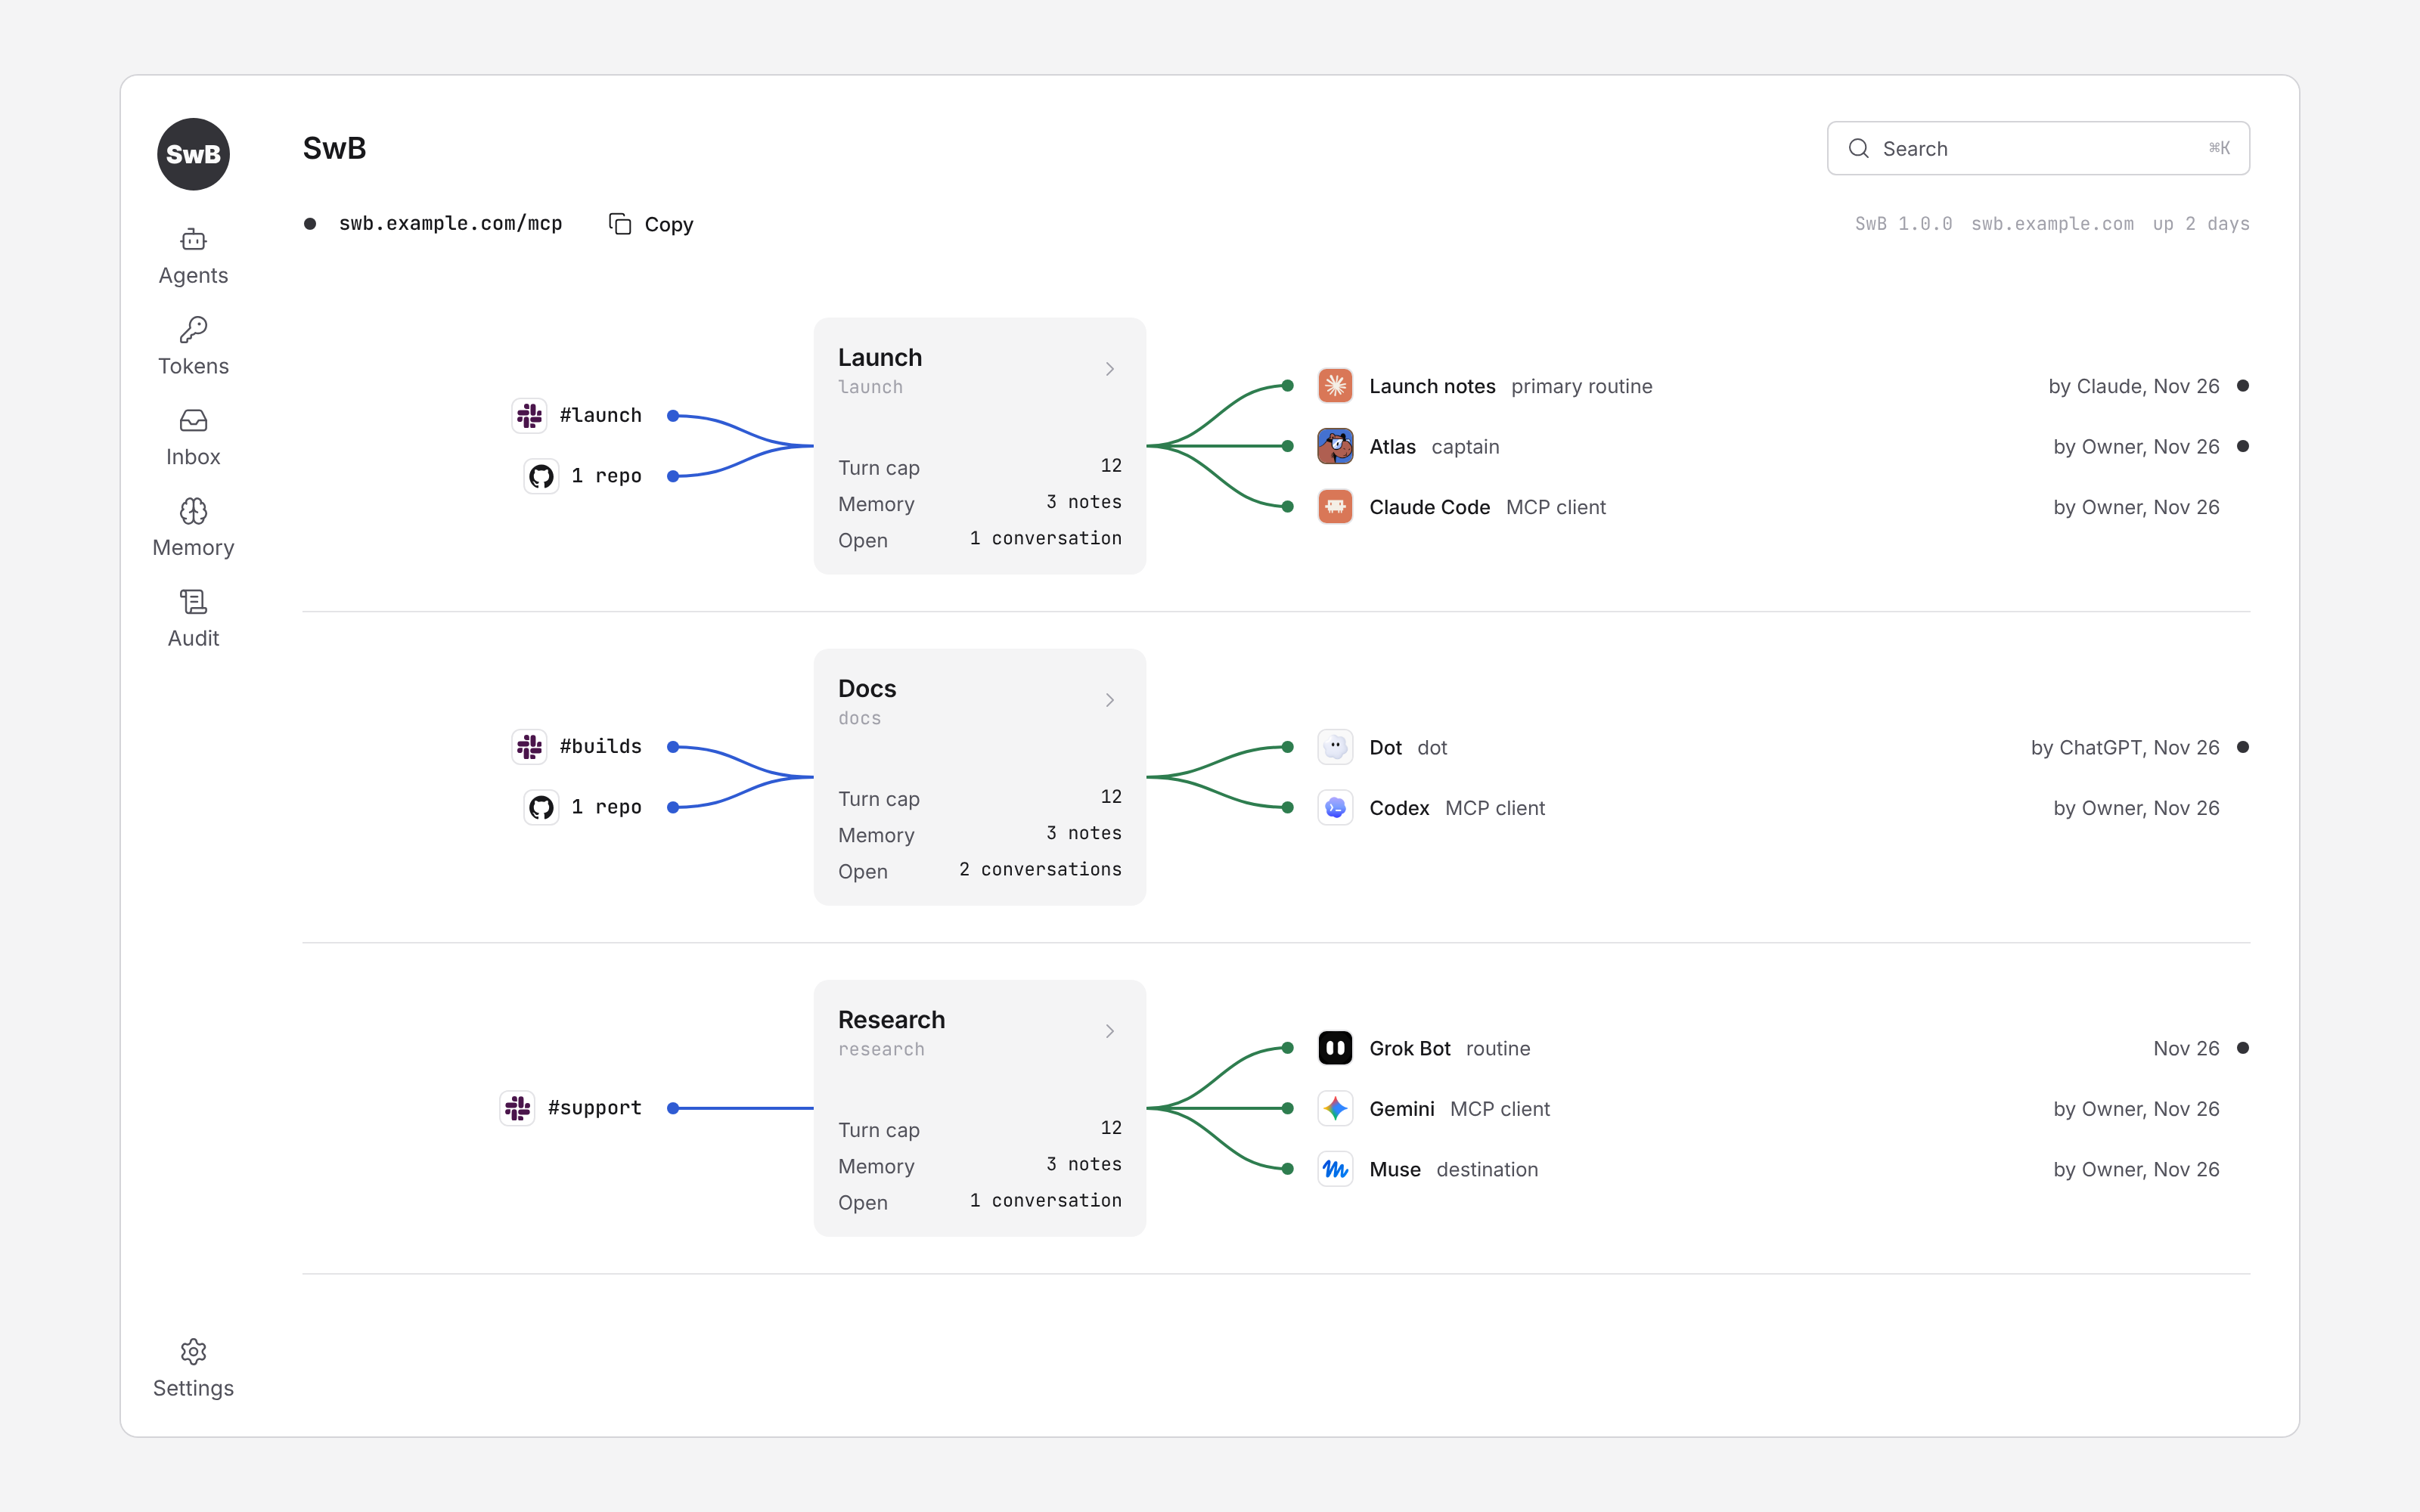 SwB
SwB
Search ⌘K
swb.example.com/mcp Copy
SwB 1.0.0 swb.example.com up 2 days
Agents
Tokens
Inbox
Memory
Audit
Settings
#launch
1 repo
Launch
launch
Turn cap 12
Memory 3 notes
Open 1 conversation
Launch notes primary routine by Claude, Nov 26
Atlas captain by Owner, Nov 26
Claude Code MCP client by Owner, Nov 26
#builds
1 repo
Docs
docs
Turn cap 12
Memory 3 notes
Open 2 conversations
Dot dot by ChatGPT, Nov 26
Codex MCP client by Owner, Nov 26
#support
Research
research
Turn cap 12
Memory 3 notes
Open 1 conversation
Grok Bot routine Nov 26
Gemini MCP client by Owner, Nov 26
Muse destination by Owner, Nov 26